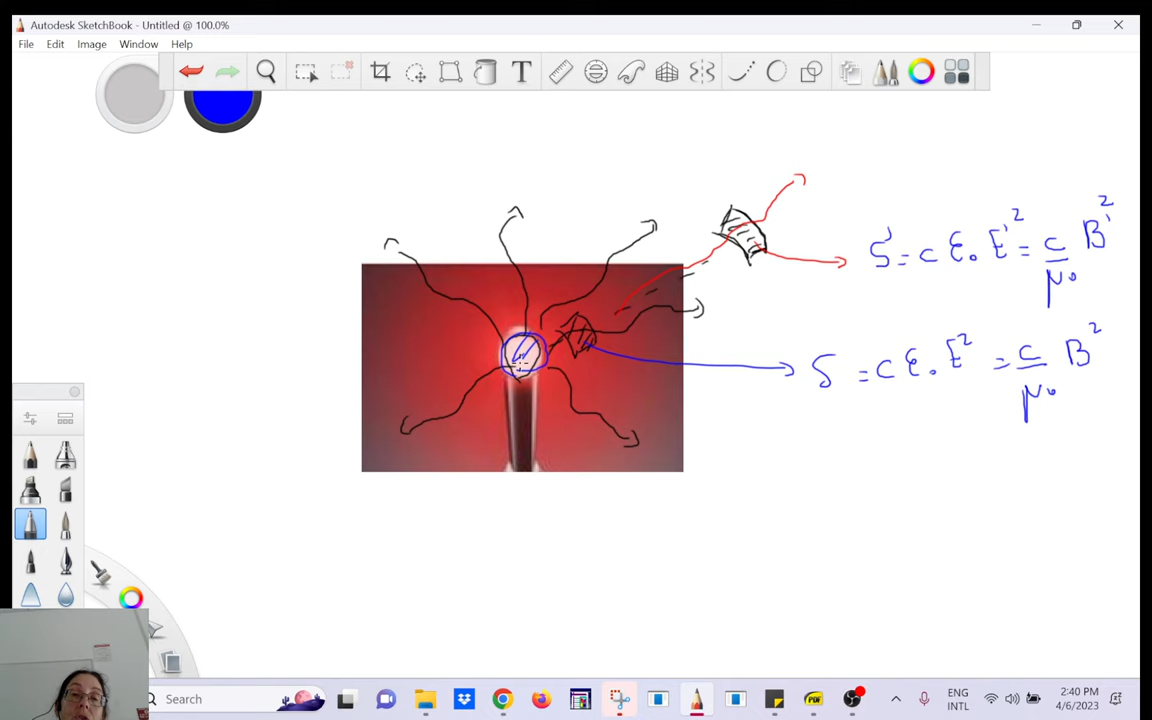 Autodesk SketchBook - Untitled @ 100.0%
File Edit Image Window Help
T
S' = c ε₀ E'² = c/μ₀ B'²
S = c ε₀ E² = c/μ₀ B²
Search
PDF
ENG
INTL
2:40 PM
4/6/2023